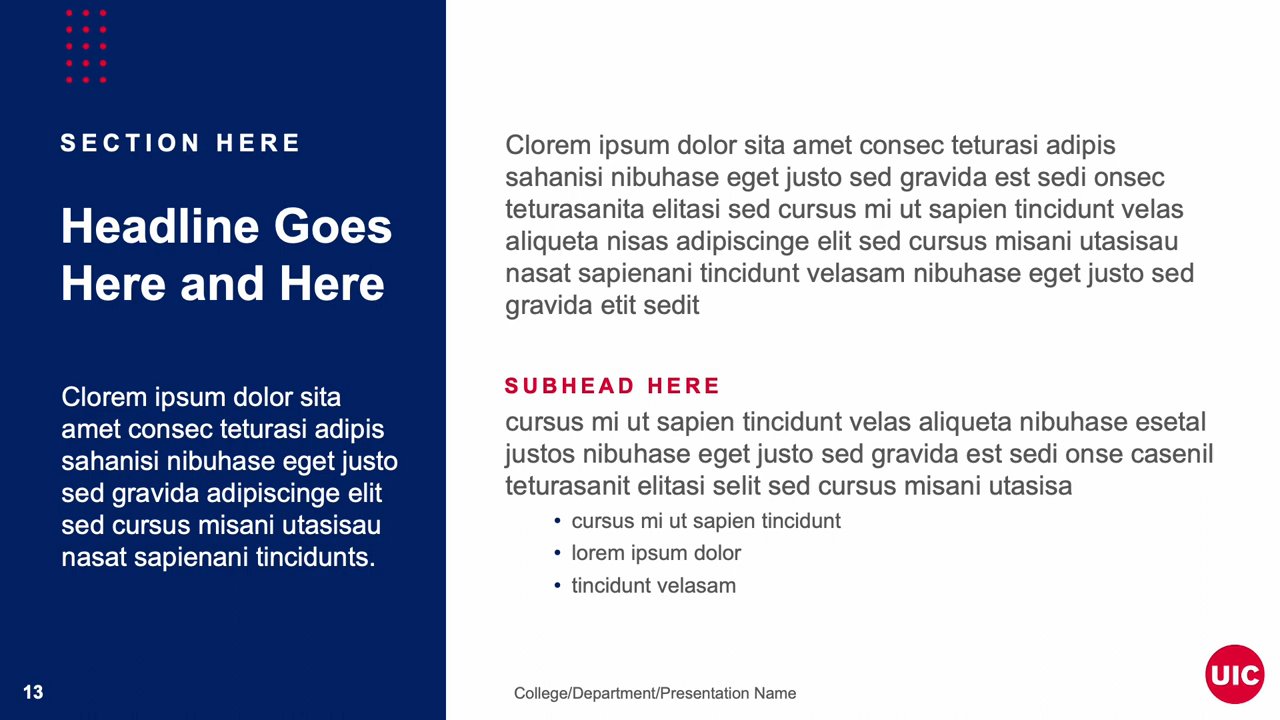 SECTION HERE
Headline Goes
Here and Here
Clorem ipsum dolor sita
amet consec teturasi adipis
sahanisi nibuhase eget justo
sed gravida adipiscinge elit
sed cursus misani utasisau
nasat sapienani tincidunts.
Clorem ipsum dolor sita amet consec teturasi adipis
sahanisi nibuhase eget justo sed gravida est sedi onsec
teturasanita elitasi sed cursus mi ut sapien tincidunt velas
aliqueta nisas adipiscinge elit sed cursus misani utasisau
nasat sapienani tincidunt velasam nibuhase eget justo sed
gravida etit sedit
SUBHEAD HERE
cursus mi ut sapien tincidunt velas aliqueta nibuhase esetal
justos nibuhase eget justo sed gravida est sedi onse casenil
teturasanit elitasi selit sed cursus misani utasisa
• cursus mi ut sapien tincidunt
• lorem ipsum dolor
• tincidunt velasam
13
College/Department/Presentation Name
UIC